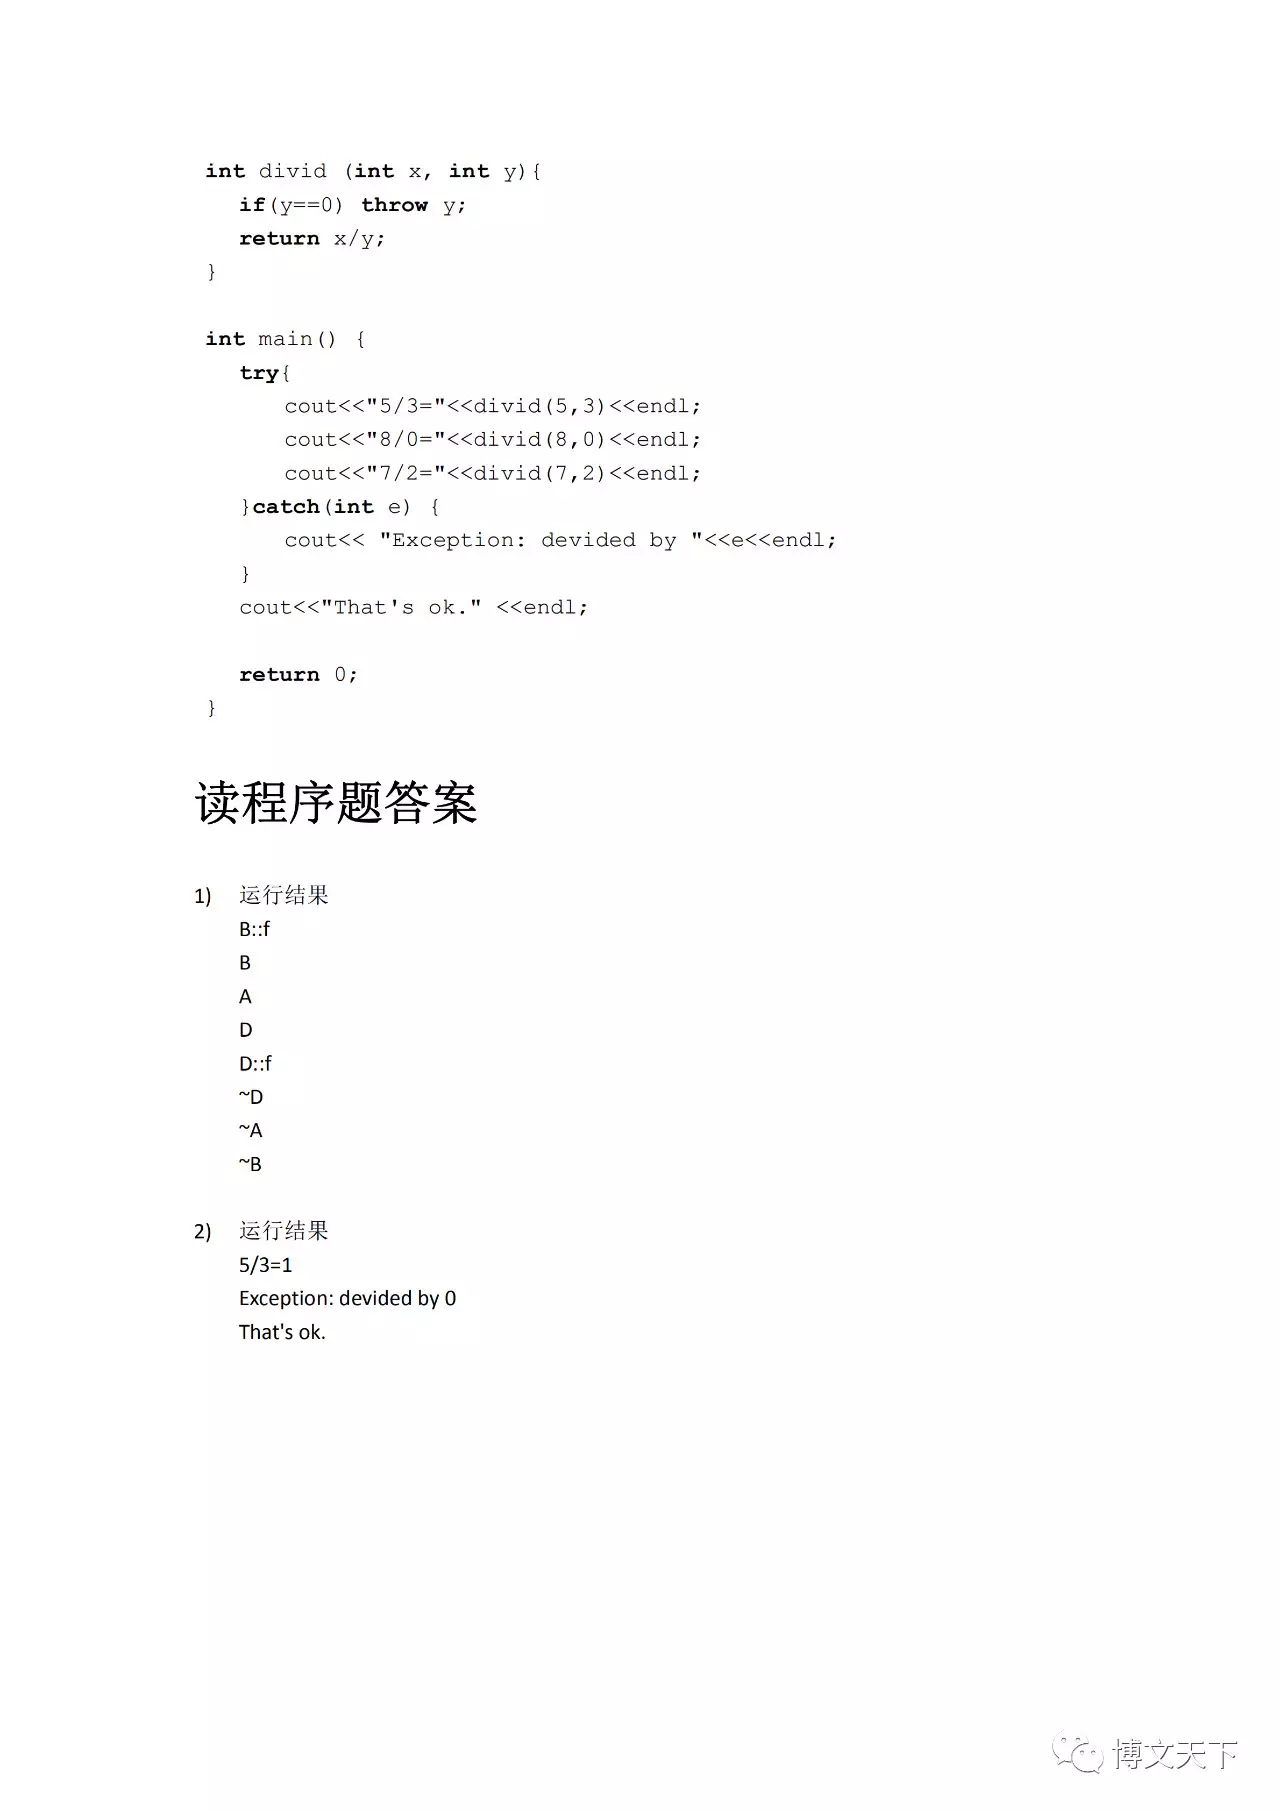 int divid (int x, int y){
if(y==0) throw y;
return x/y;
}
int main() {
try{
cout<<"5/3="<<divid(5,3)<<endl;
cout<<"8/0="<<divid(8,0)<<endl;
cout<<"7/2="<<divid(7,2)<<endl;
}catch(int e) {
cout<< "Exception: devided by "<<e<<endl;
}
cout<<"That's ok." <<endl;
return 0;
}
读程序题答案
1) 运行结果
B::f
B
A
D
D::f
~D
~A
~B
2) 运行结果
5/3=1
Exception: devided by 0
That's ok.
博文天下